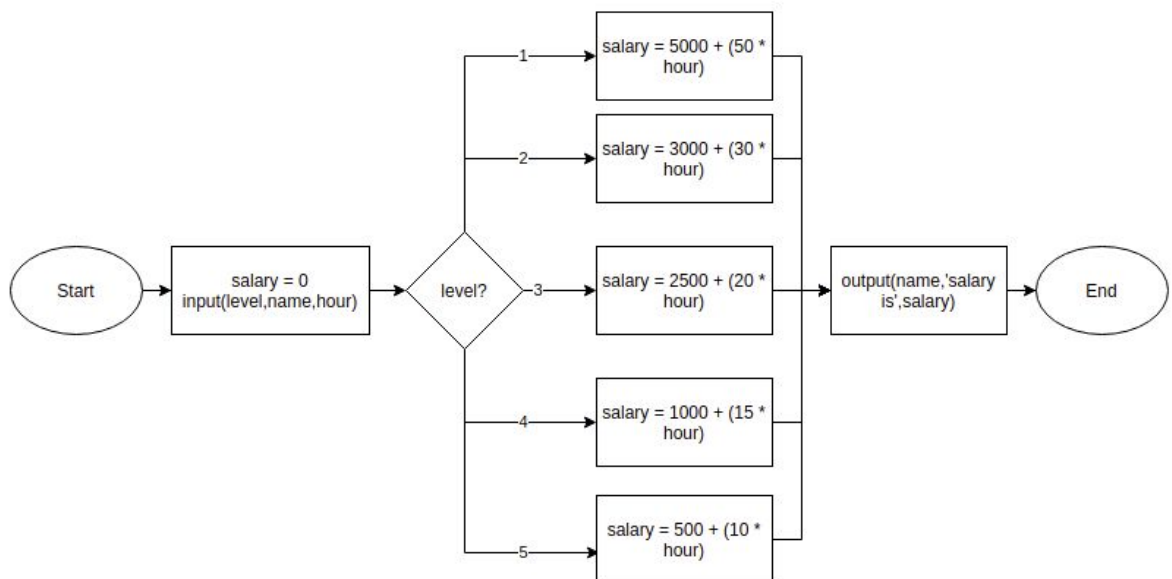 Start
salary = 0
input(level,name,hour)
level?
1
salary = 5000 + (50 *
hour)
2
salary = 3000 + (30 *
hour)
3
salary = 2500 + (20 *
hour)
4
salary = 1000 + (15 *
hour)
5
salary = 500 + (10 *
hour)
output(name,'salary
is',salary)
End